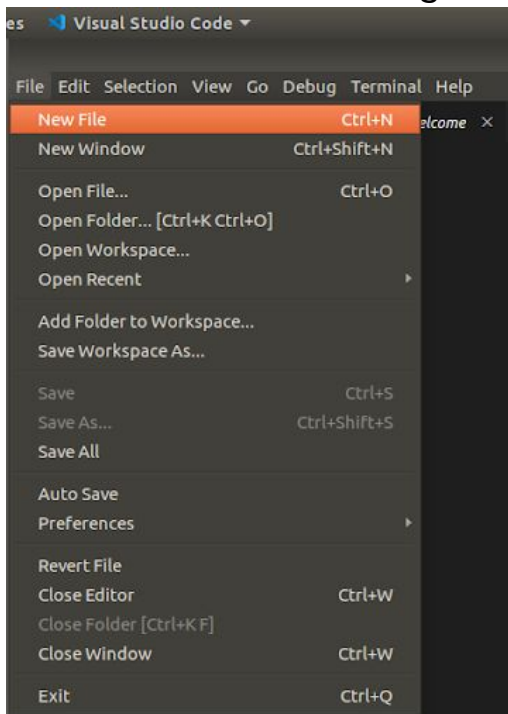 es Visual Studio Code
File Edit Selection View Go Debug Terminal Help
New File Ctrl+N elcome ×
New Window Ctrl+Shift+N
Open File... Ctrl+O
Open Folder... [Ctrl+K Ctrl+O]
Open Workspace...
Open Recent
Add Folder to Workspace...
Save Workspace As...
Save Ctrl+S
Save As... Ctrl+Shift+S
Save All
Auto Save
Preferences
Revert File
Close Editor Ctrl+W
Close Folder [Ctrl+K F]
Close Window Ctrl+W
Exit Ctrl+Q